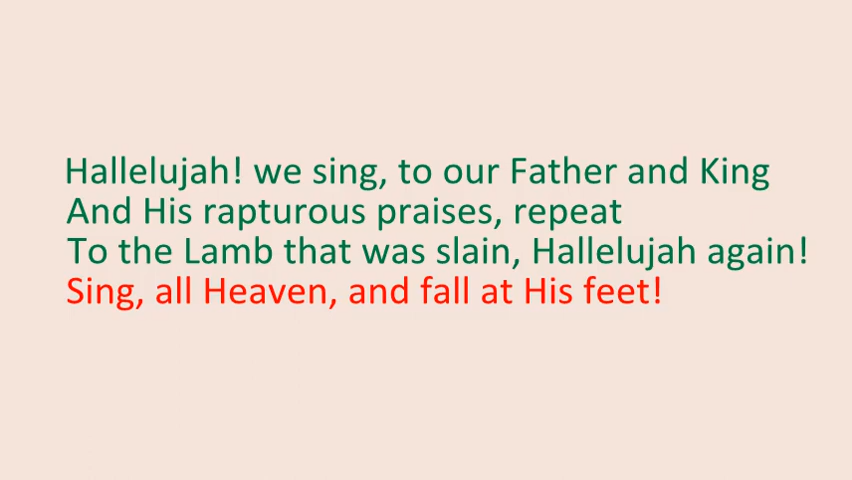 Hallelujah! we sing, to our Father and King
And His rapturous praises, repeat
To the Lamb that was slain, Hallelujah again!
Sing, all Heaven, and fall at His feet!